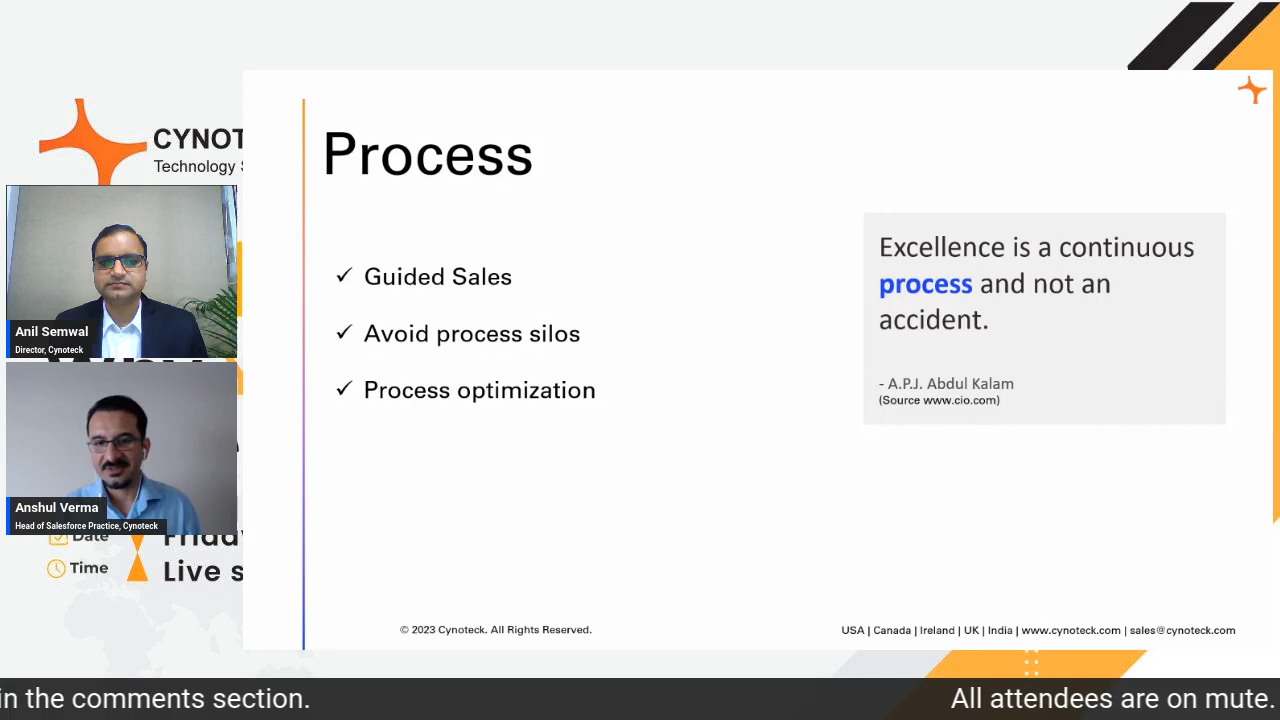 CYNOT
Technology S
Anil Semwal
Director, Cynoteck
Anshul Verma
Head of Salesforce Practice, Cynoteck
Date
Friday
Time
Live s
Process
✓ Guided Sales
✓ Avoid process silos
✓ Process optimization
Excellence is a continuous
process and not an
accident.
- A.P.J. Abdul Kalam
(Source www.cio.com)
© 2023 Cynoteck. All Rights Reserved.
USA | Canada | Ireland | UK | India | www.cynoteck.com | sales@cynoteck.com
in the comments section.
All attendees are on mute.